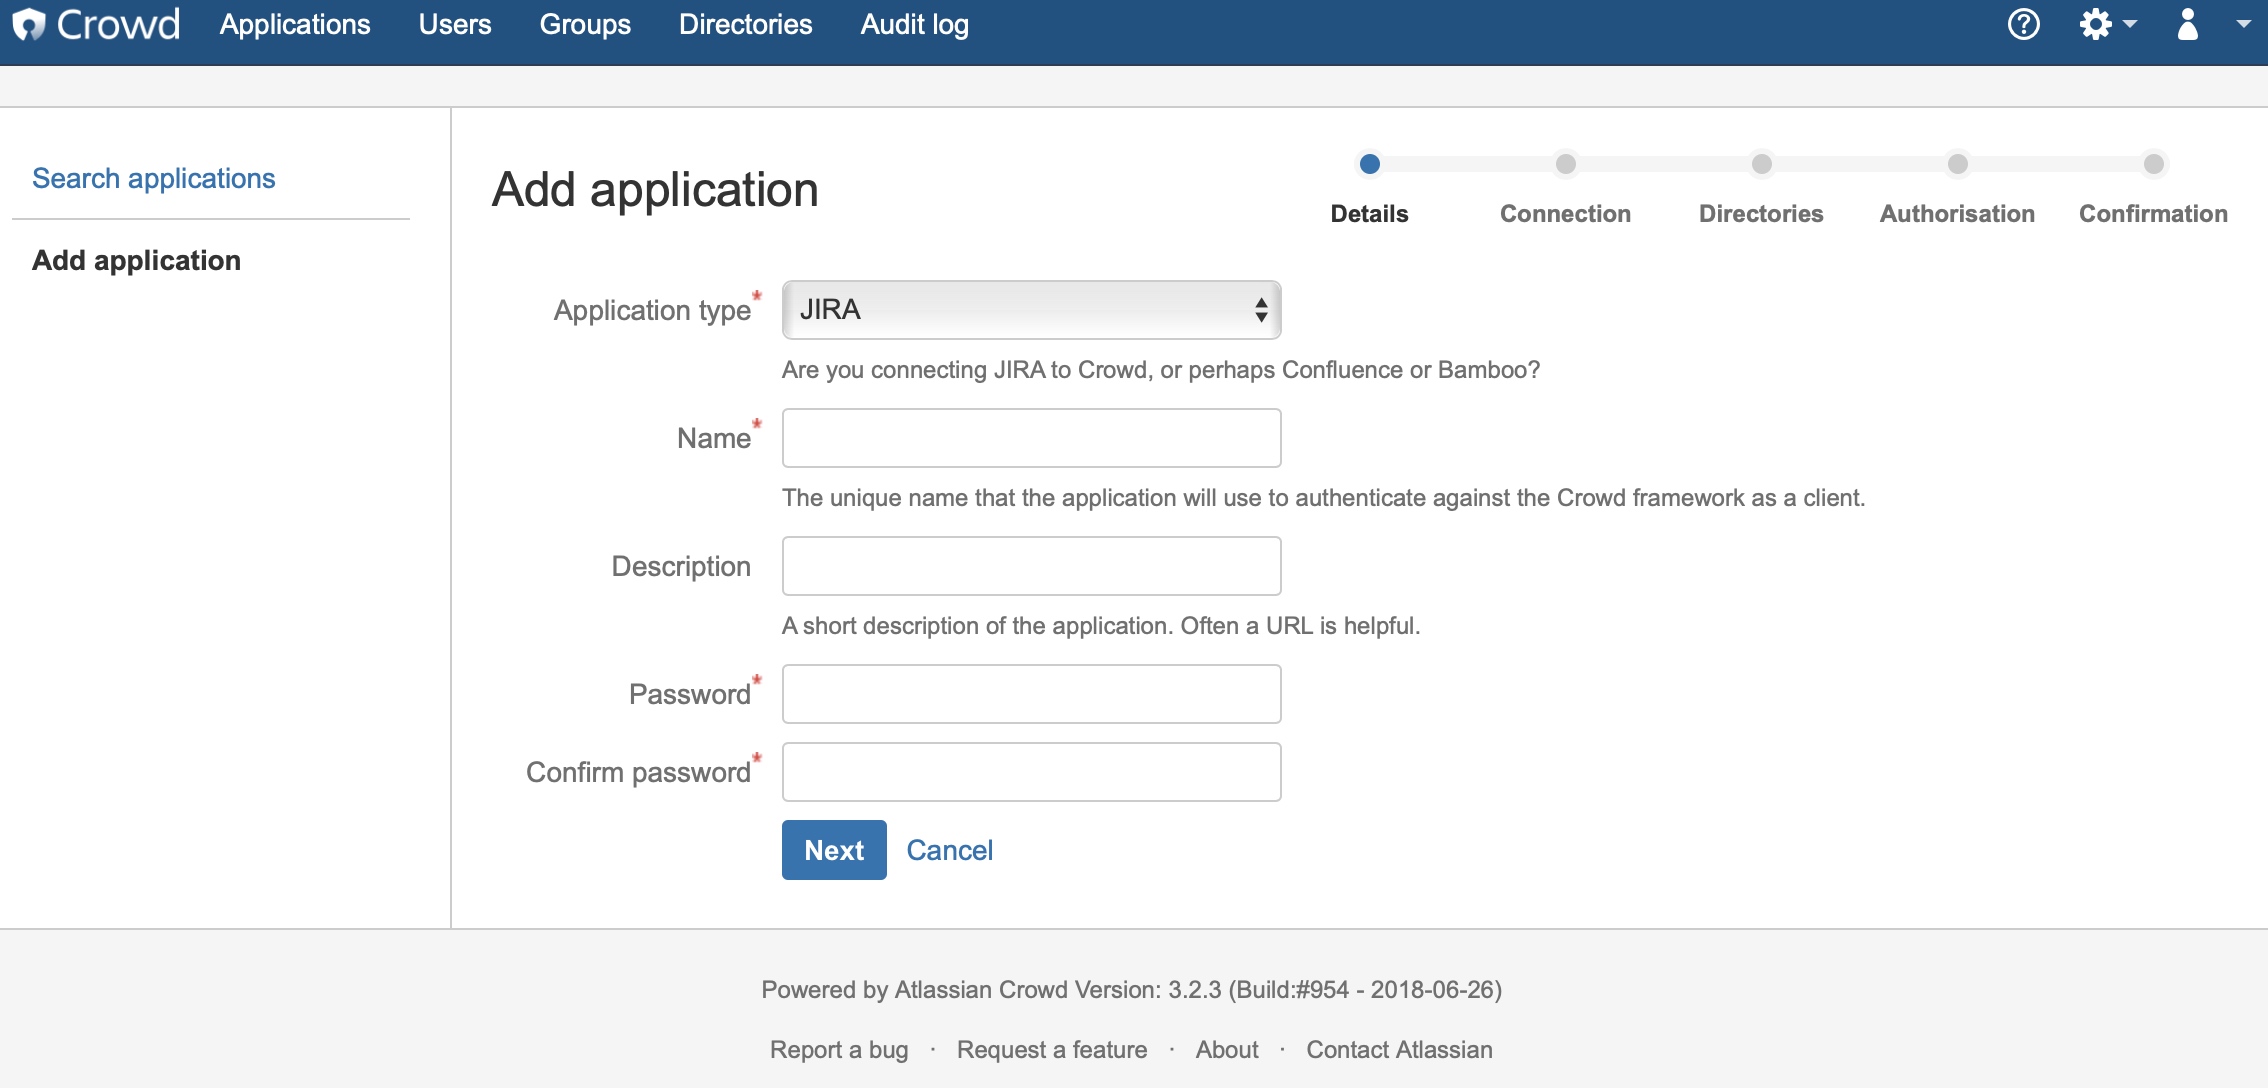 Crowd Applications Users Groups Directories Audit log
Search applications
Add application
Add application
Details Connection Directories Authorisation Confirmation
Application type* JIRA
Are you connecting JIRA to Crowd, or perhaps Confluence or Bamboo?
Name*
The unique name that the application will use to authenticate against the Crowd framework as a client.
Description
A short description of the application. Often a URL is helpful.
Password*
Confirm password*
Next Cancel
Powered by Atlassian Crowd Version: 3.2.3 (Build:#954 - 2018-06-26)
Report a bug · Request a feature · About · Contact Atlassian